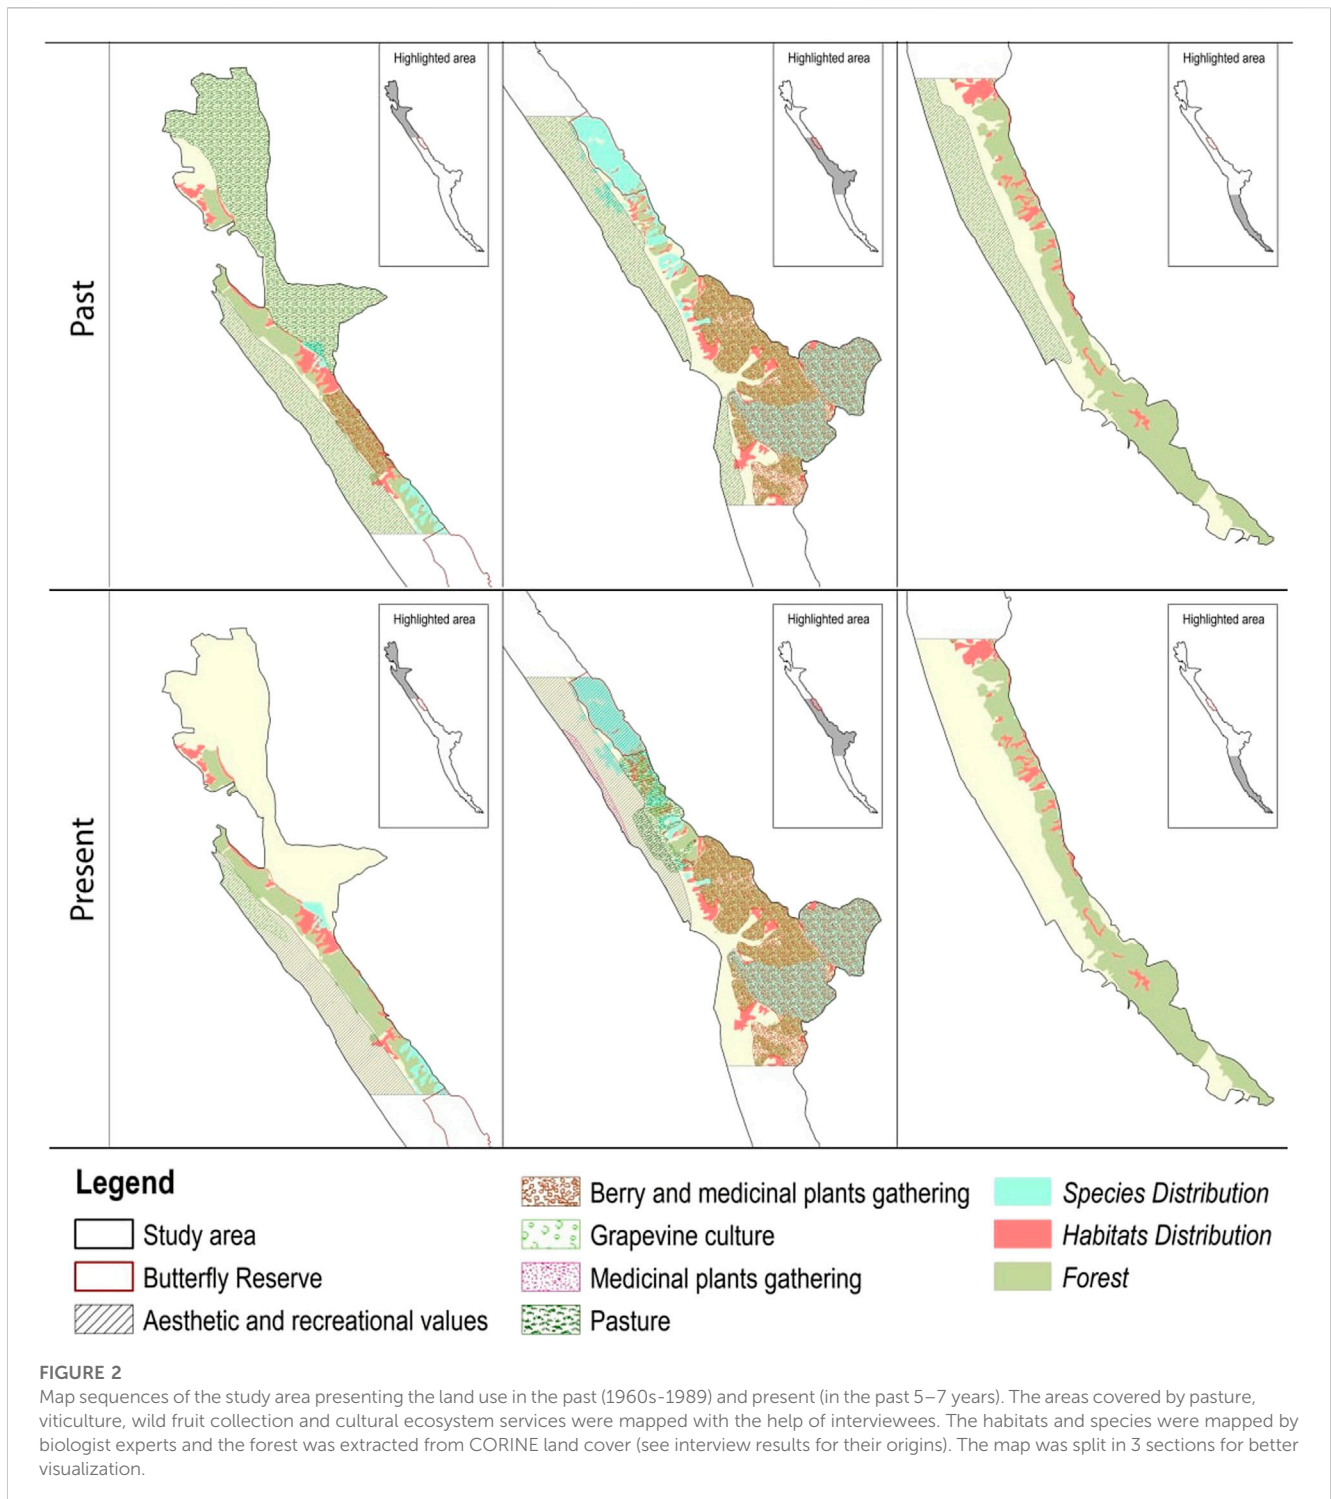 Highlighted area
Highlighted area
Highlighted area
Past
Highlighted area
Highlighted area
Highlighted area
Present
Legend
Study area
Butterfly Reserve
Aesthetic and recreational values
Berry and medicinal plants gathering
Grapevine culture
Medicinal plants gathering
Pasture
Species Distribution
Habitats Distribution
Forest
FIGURE 2
Map sequences of the study area presenting the land use in the past (1960s-1989) and present (in the past 5–7 years). The areas covered by pasture,
viticulture, wild fruit collection and cultural ecosystem services were mapped with the help of interviewees. The habitats and species were mapped by
biologist experts and the forest was extracted from CORINE land cover (see interview results for their origins). The map was split in 3 sections for better
visualization.